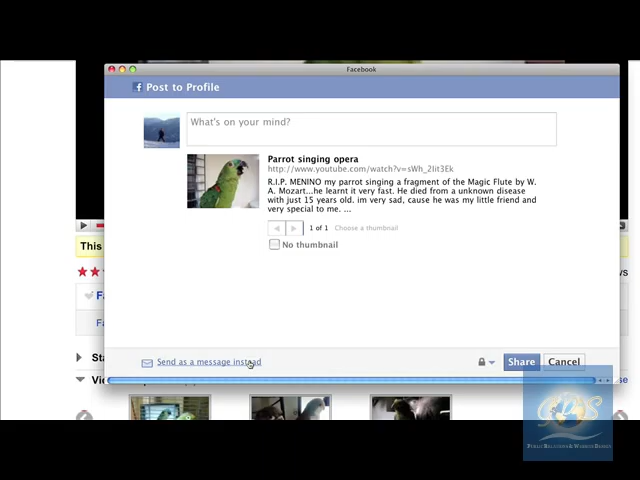 Facebook
Post to Profile
What's on your mind?
Parrot singing opera
http://www.youtube.com/watch?v=sWh_2Iit3Ek
R.I.P. MENINO my parrot singing a fragment of the Magic Flute by W.
A. Mozart...he learnt it very fast. He died from a unknown disease
with just 15 years old. im very sad, cause he was my little friend and
very special to me. ...
1 of 1 Choose a thumbnail
No thumbnail
This
Fa
Fa
Sta
Send as a message instead
Share
Cancel